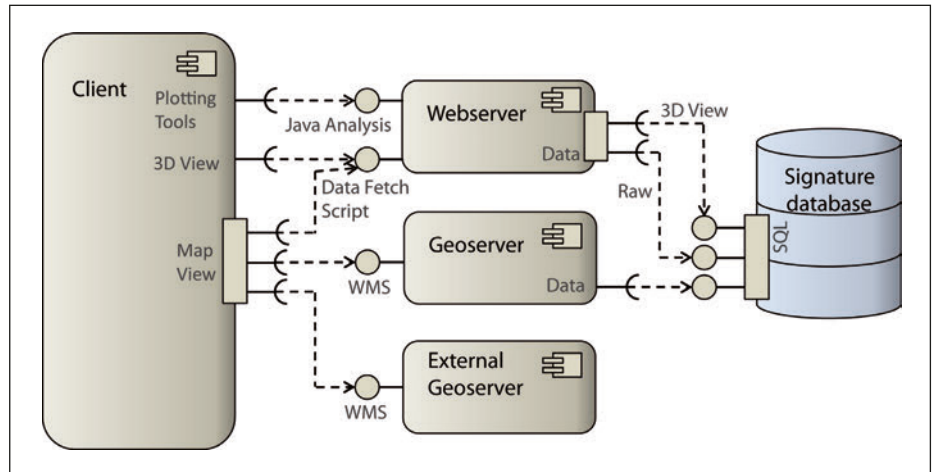 Client
Plotting
Tools
3D View
Map
View
Java Analysis
Data Fetch
Script
WMS
WMS
Webserver
Data
Geoserver
Data
External
Geoserver
3D View
Raw
Signature
database
SQL